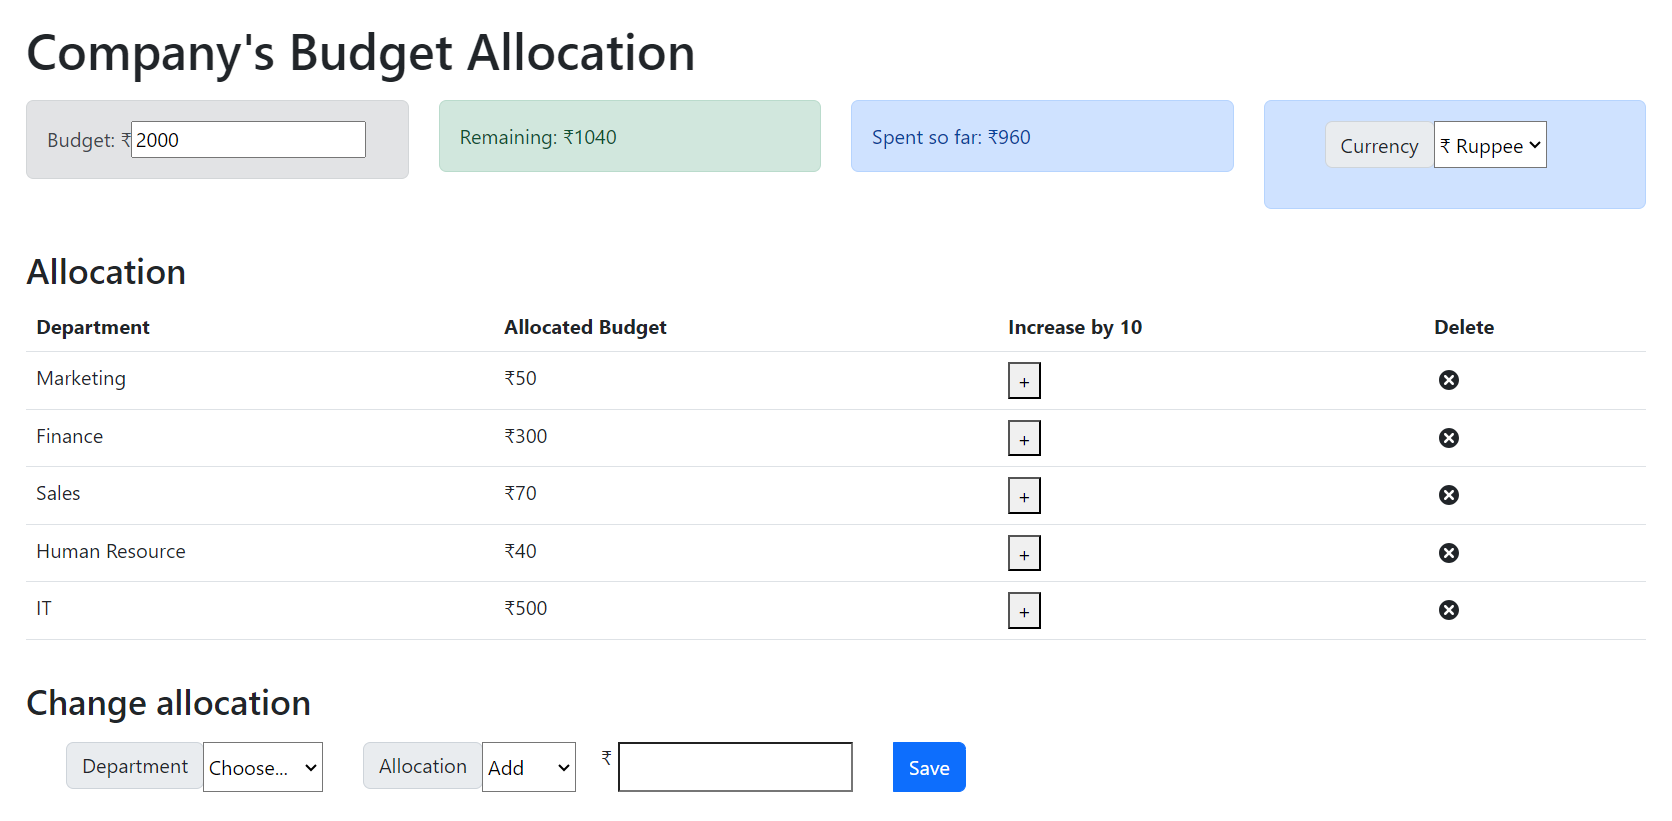 Company's Budget Allocation
Budget: ₹ 2000
Remaining: ₹1040
Spent so far: ₹960
Currency ₹ Ruppee
Allocation
Department Allocated Budget Increase by 10 Delete
Marketing ₹50 +
Finance ₹300 +
Sales ₹70 +
Human Resource ₹40 +
IT ₹500 +
Change allocation
Department Choose... Allocation Add ₹ Save